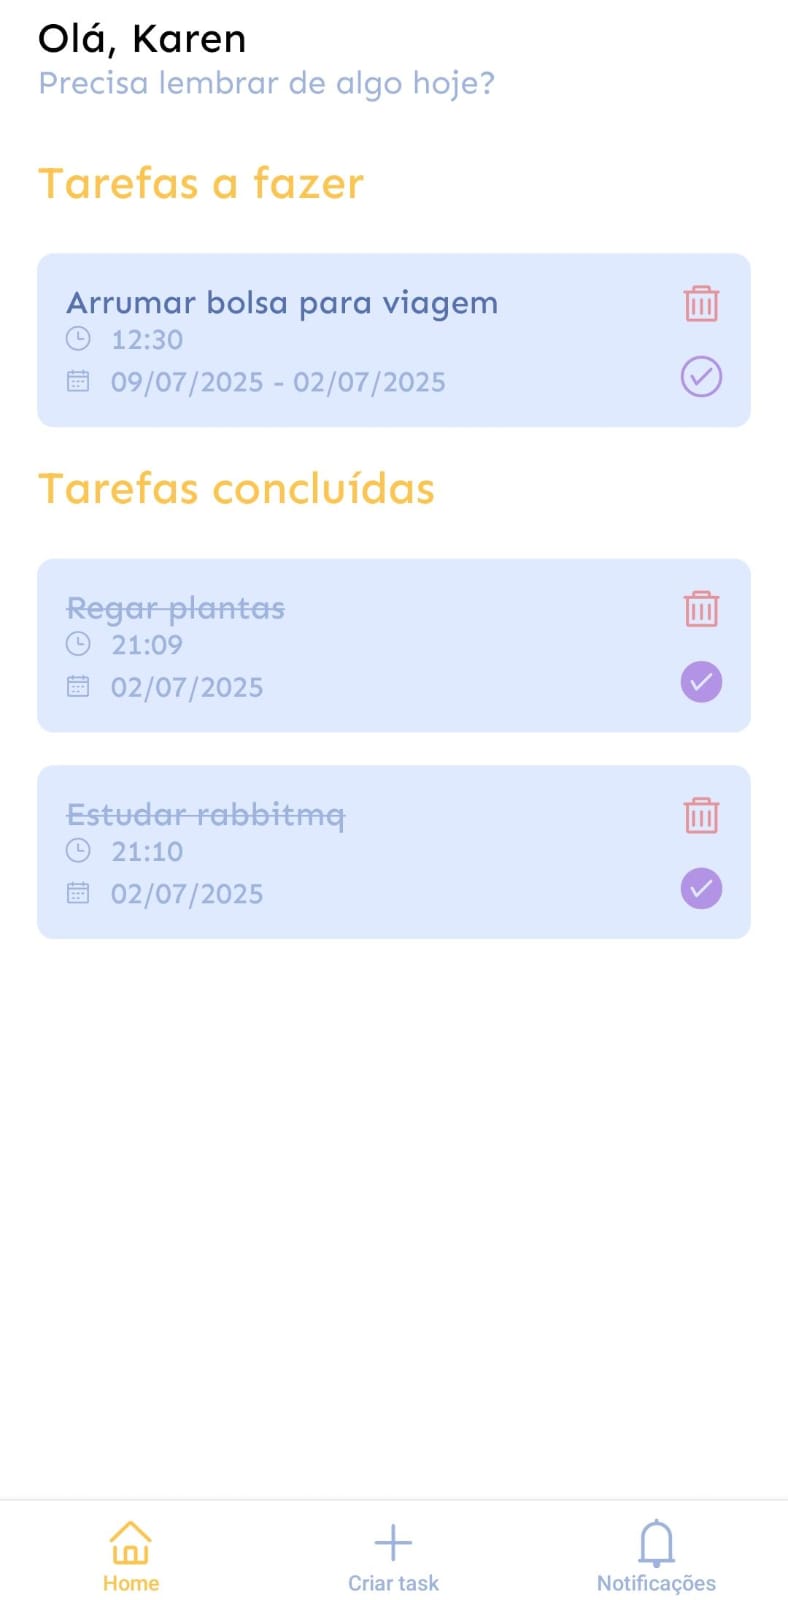 Olá, Karen
Precisa lembrar de algo hoje?
Tarefas a fazer
Arrumar bolsa para viagem
12:30
09/07/2025 - 02/07/2025
Tarefas concluídas
Regar plantas
21:09
02/07/2025
Estudar rabbitmq
21:10
02/07/2025
Home
Criar task
Notificações